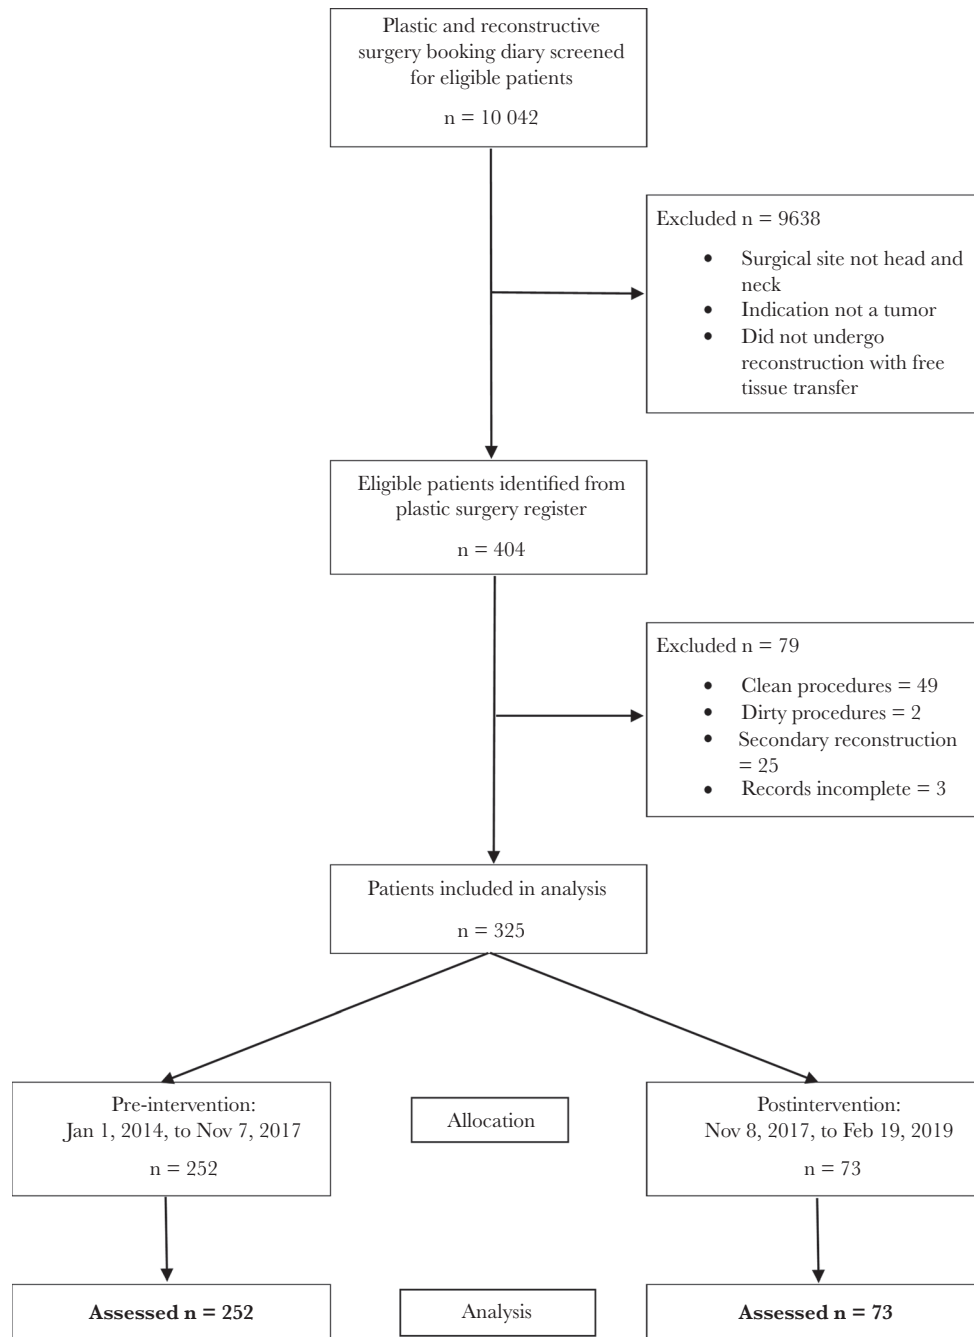 Plastic and reconstructive
surgery booking diary screened
for eligible patients
n = 10 042
Excluded n = 9638
• Surgical site not head and
neck
• Indication not a tumor
• Did not undergo
reconstruction with free
tissue transfer
Eligible patients identified from
plastic surgery register
n = 404
Excluded n = 79
• Clean procedures = 49
• Dirty procedures = 2
• Secondary reconstruction
= 25
• Records incomplete = 3
Patients included in analysis
n = 325
Pre-intervention:
Jan 1, 2014, to Nov 7, 2017
n = 252
Allocation
Postintervention:
Nov 8, 2017, to Feb 19, 2019
n = 73
Assessed n = 252
Analysis
Assessed n = 73